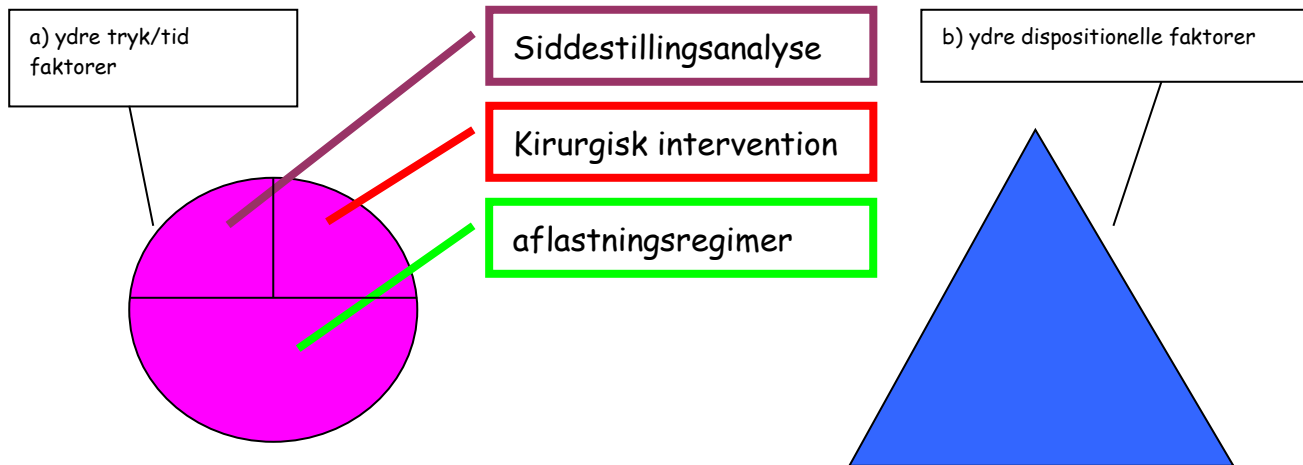 a) ydre tryk/tid
faktorer
Siddestillingsanalyse
Kirurgisk intervention
aflastningsregimer
b) ydre dispositionelle faktorer